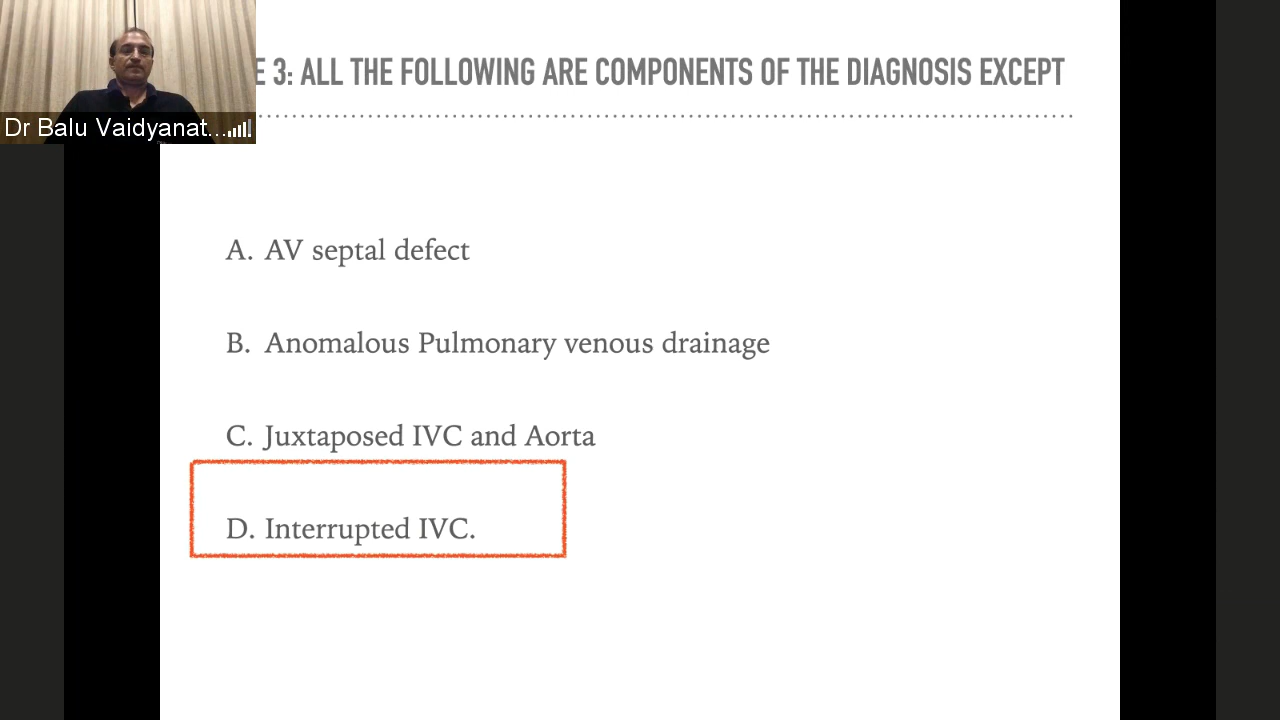 E 3: ALL THE FOLLOWING ARE COMPONENTS OF THE DIAGNOSIS EXCEPT
Dr Balu Vaidyanat...
A. AV septal defect
B. Anomalous Pulmonary venous drainage
C. Juxtaposed IVC and Aorta
D. Interrupted IVC.